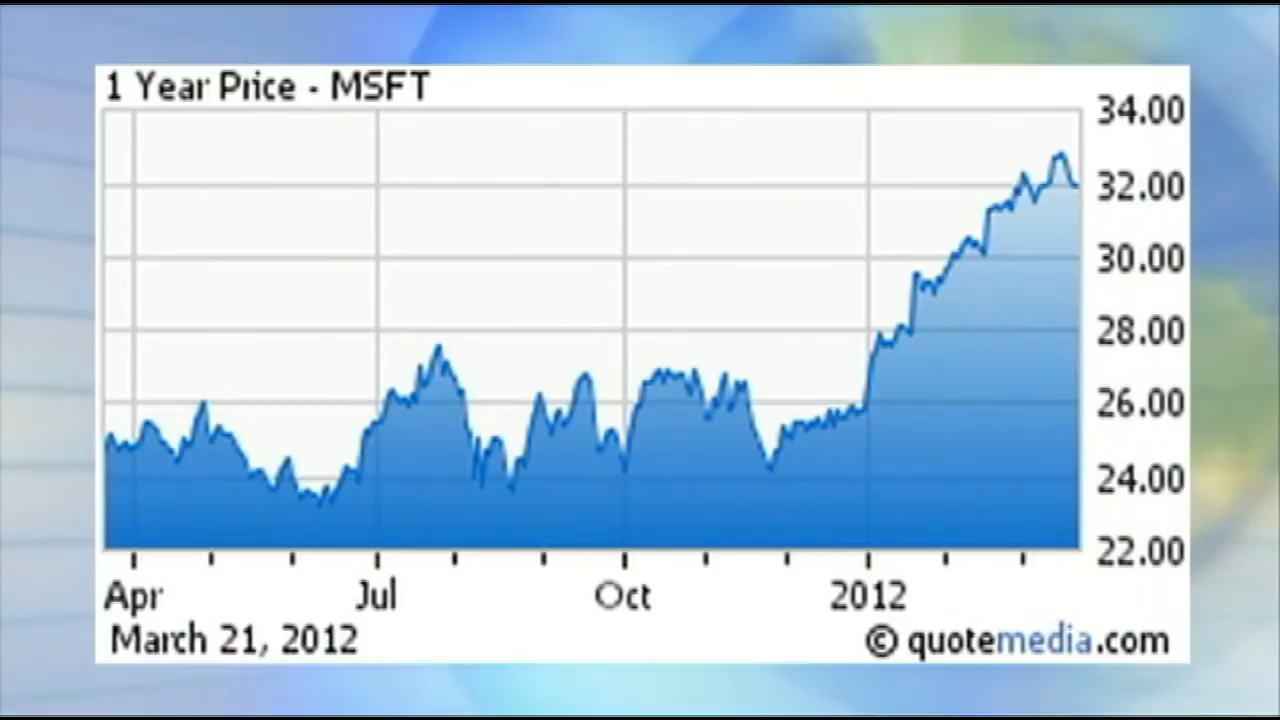 1 Year Price - MSFT
34.00
32.00
30.00
28.00
26.00
24.00
22.00
Apr Jul Oct 2012
March 21, 2012 © quotemedia.com